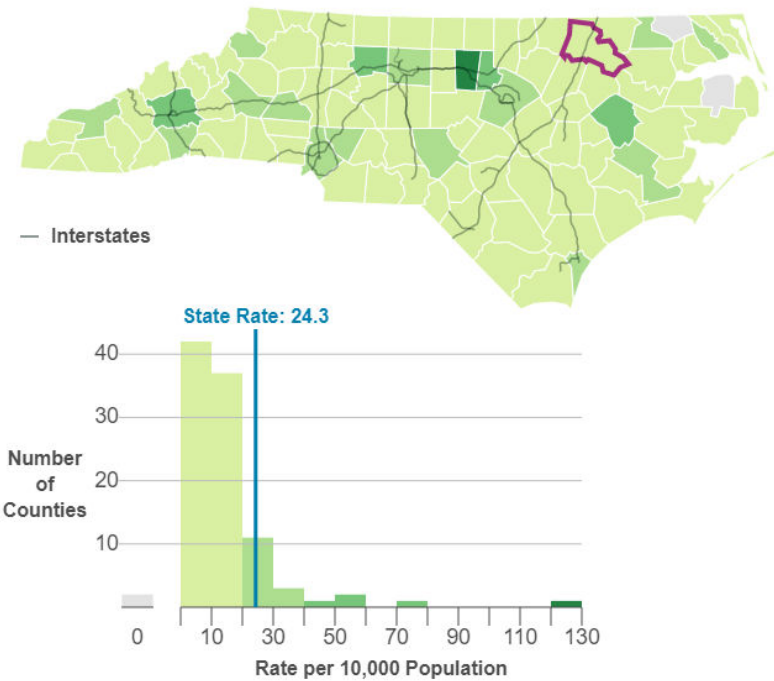 — Interstates
State Rate: 24.3
40
30
20
10
Number
of
Counties
0 10 30 50 70 90 110 130
Rate per 10,000 Population